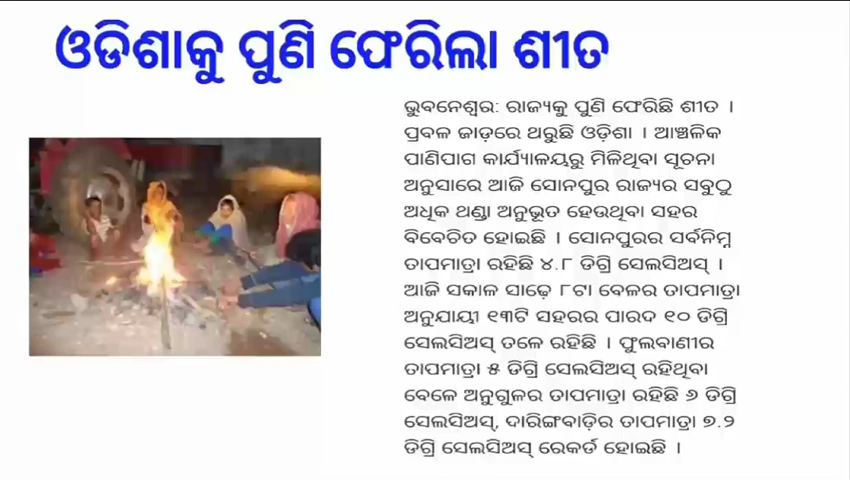 ଓଡିଶାକୁ ପୁଣି ଫେରିଲା ଶୀତ
ଭୁବନେଶ୍ୱର: ରାଜ୍ୟକୁ ପୁଣି ଫେରିଛି ଶୀତ ।
ପ୍ରବଳ ଜାଡ଼ରେ ଥରୁଛି ଓଡ଼ିଶା । ଆଞ୍ଚଳିକ
ପାଣିପାଗ କାର୍ଯ୍ୟାଳୟରୁ ମିଳିଥିବା ସୂଚନା
ଅନୁସାରେ ଆଜି ସୋନପୁର ରାଜ୍ୟର ସବୁଠୁ
ଅଧିକ ଥଣ୍ଡା ଅନୁଭୂତ ହେଉଥିବା ସହର
ବିବେଚିତ ହୋଇଛି । ସୋନପୁରର ସର୍ବନିମ୍ନ
ତାପମାତ୍ରା ରହିଛି ୪.୮ ଡିଗ୍ରି ସେଲସିଅସ୍ ।
ଆଜି ସକାଳ ସାଢ଼େ ୮ଟା ବେଳର ତାପମାତ୍ରା
ଅନୁଯାୟୀ ୧୩ଟି ସହରର ପାରଦ ୧୦ ଡିଗ୍ରି
ସେଲସିଅସ୍ ତଳେ ରହିଛି । ଫୁଲବାଣୀର
ତାପମାତ୍ରା ୫ ଡିଗ୍ରି ସେଲସିଅସ୍ ରହିଥିବା
ବେଳେ ଅନୁଗୁଳର ତାପମାତ୍ରା ରହିଛି ୬ ଡିଗ୍ରି
ସେଲସିଅସ୍, ଦାରିଙ୍ଗବାଡ଼ିର ତାପମାତ୍ରା ୭.୨
ଡିଗ୍ରି ସେଲସିଅସ୍ ରେକର୍ଡ ହୋଇଛି ।